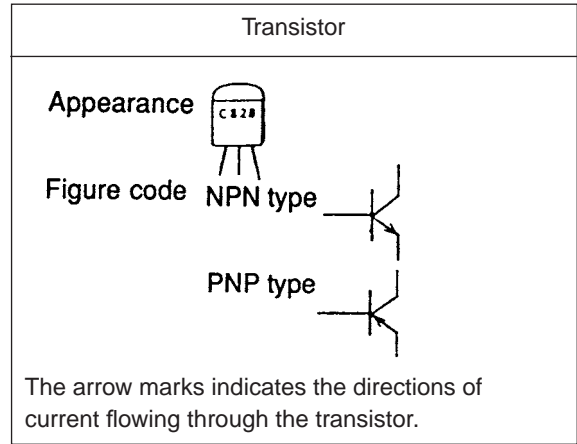 Transistor
Appearance
C828
Figure code NPN type
PNP type
The arrow marks indicates the directions of
current flowing through the transistor.